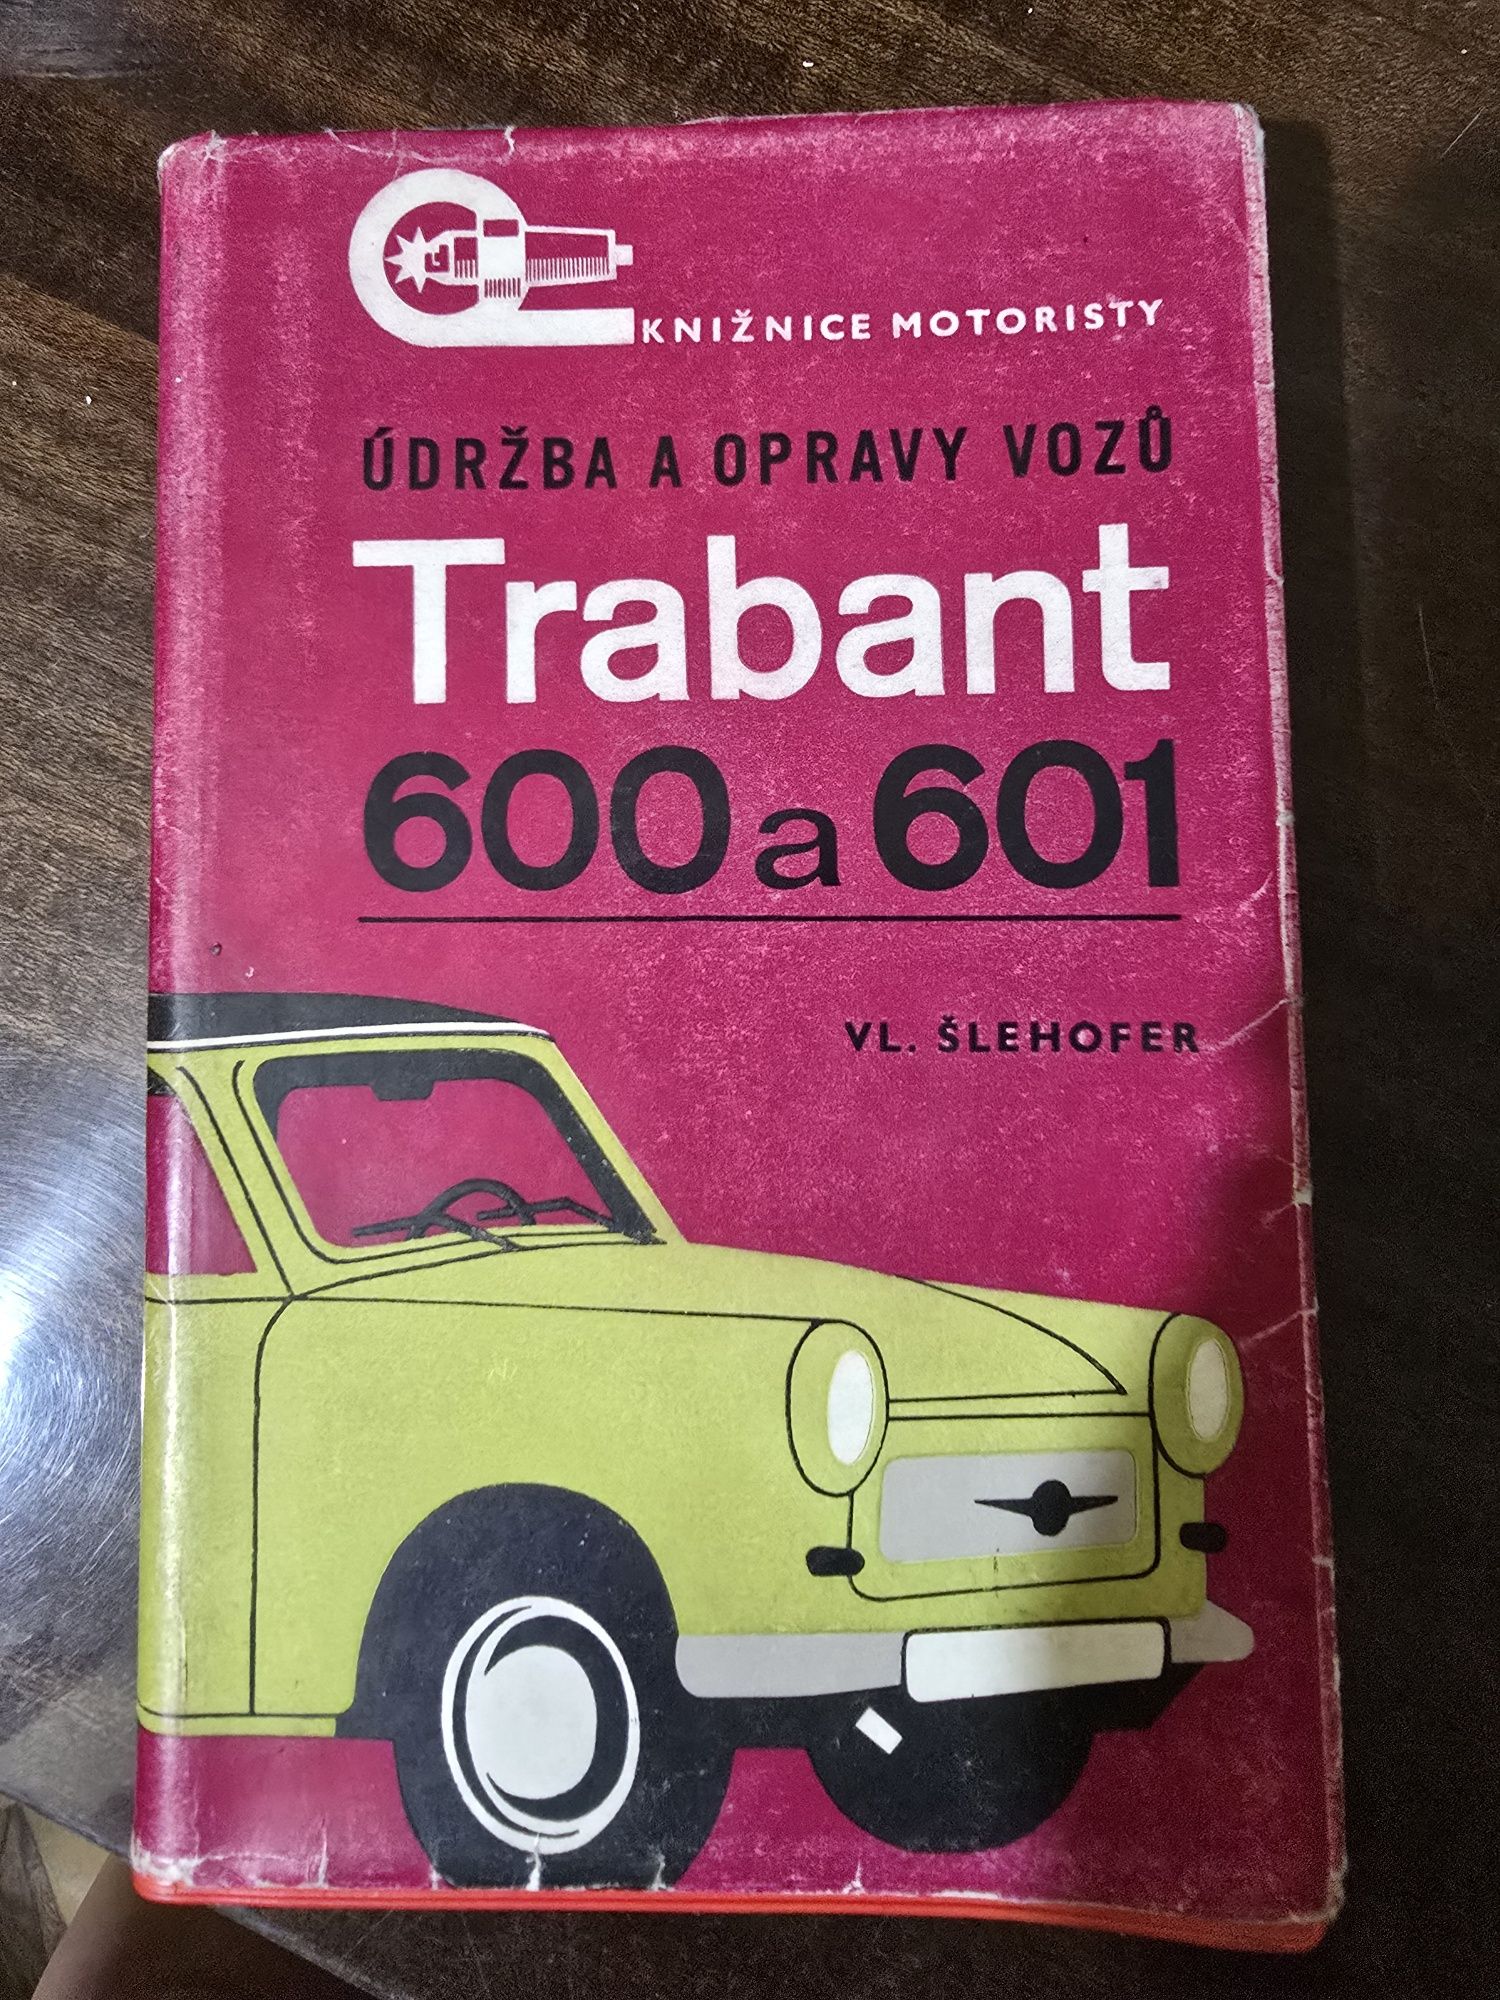 KNIŽNICE MOTORISTY
ÚDRŽBA A OPRAVY VOZŮ
Trabant
600 a 601
VL. ŠLEHOFER